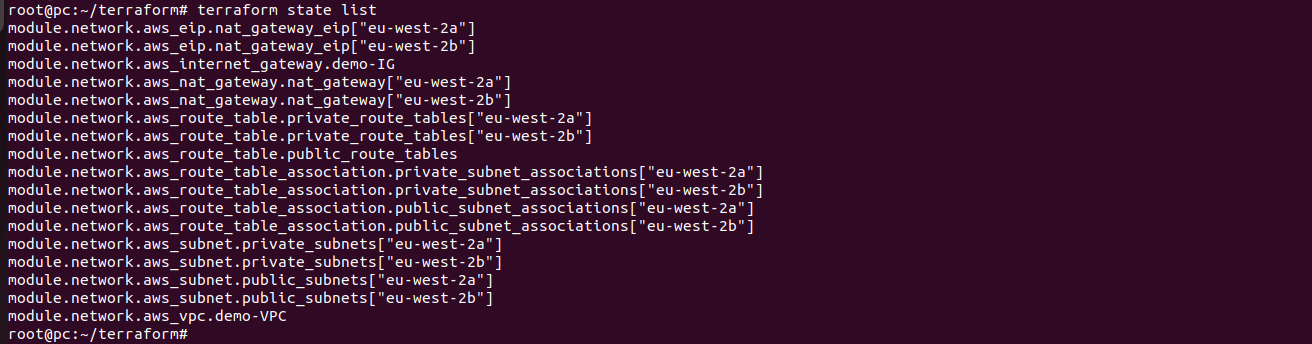 root@pc:~/terraform# terraform state list
module.network.aws_eip.nat_gateway_eip["eu-west-2a"]
module.network.aws_eip.nat_gateway_eip["eu-west-2b"]
module.network.aws_internet_gateway.demo-IG
module.network.aws_nat_gateway.nat_gateway["eu-west-2a"]
module.network.aws_nat_gateway.nat_gateway["eu-west-2b"]
module.network.aws_route_table.private_route_tables["eu-west-2a"]
module.network.aws_route_table.private_route_tables["eu-west-2b"]
module.network.aws_route_table.public_route_tables
module.network.aws_route_table_association.private_subnet_associations["eu-west-2a"]
module.network.aws_route_table_association.private_subnet_associations["eu-west-2b"]
module.network.aws_route_table_association.public_subnet_associations["eu-west-2a"]
module.network.aws_route_table_association.public_subnet_associations["eu-west-2b"]
module.network.aws_subnet.private_subnets["eu-west-2a"]
module.network.aws_subnet.private_subnets["eu-west-2b"]
module.network.aws_subnet.public_subnets["eu-west-2a"]
module.network.aws_subnet.public_subnets["eu-west-2b"]
module.network.aws_vpc.demo-VPC
root@pc:~/terraform#